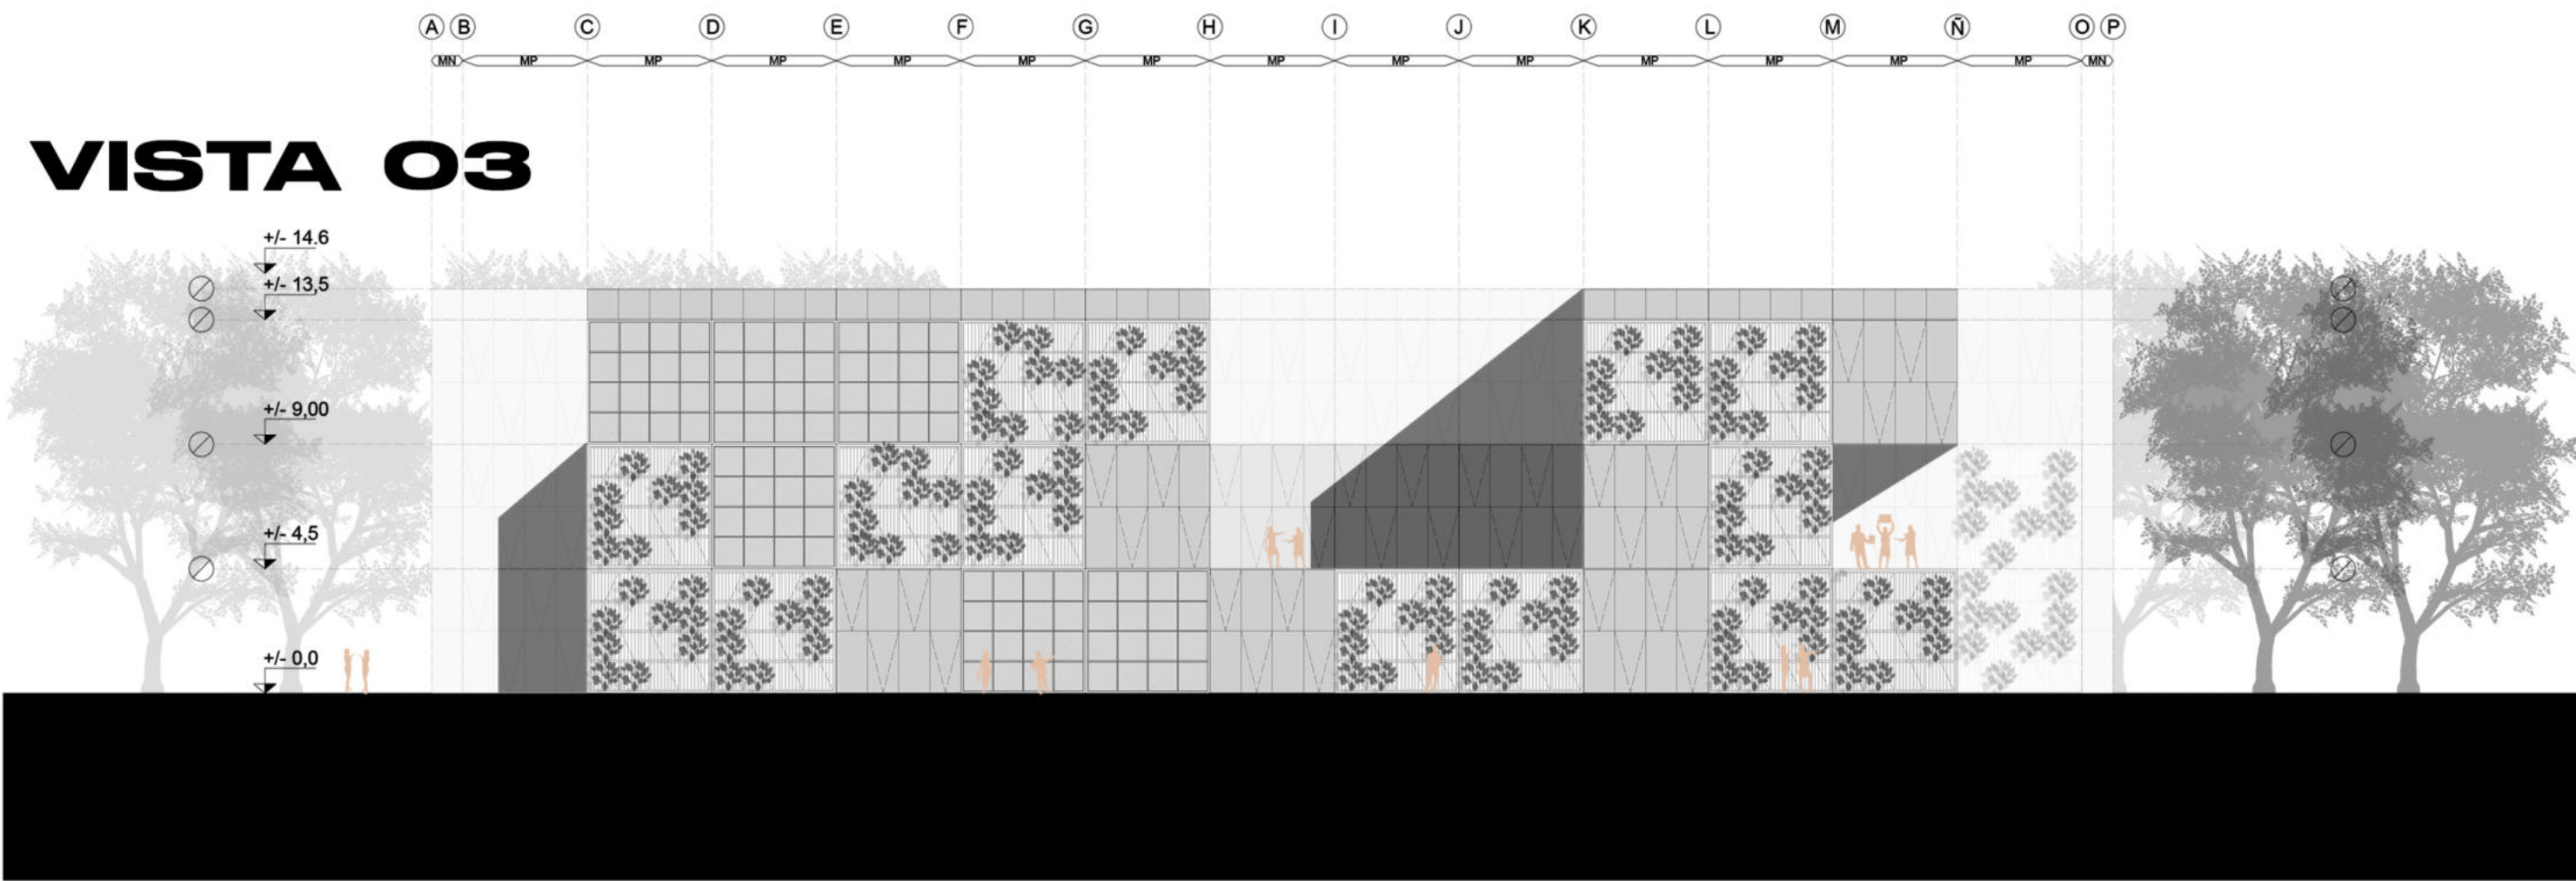 A B C D E F G H I J K L M Ñ O P
MN MP MP MP MP MP MP MP MP MP MP MP MP MP MN
VISTA 03
+/- 14.6
+/- 13,5
+/- 9,00
+/- 4,5
+/- 0,0